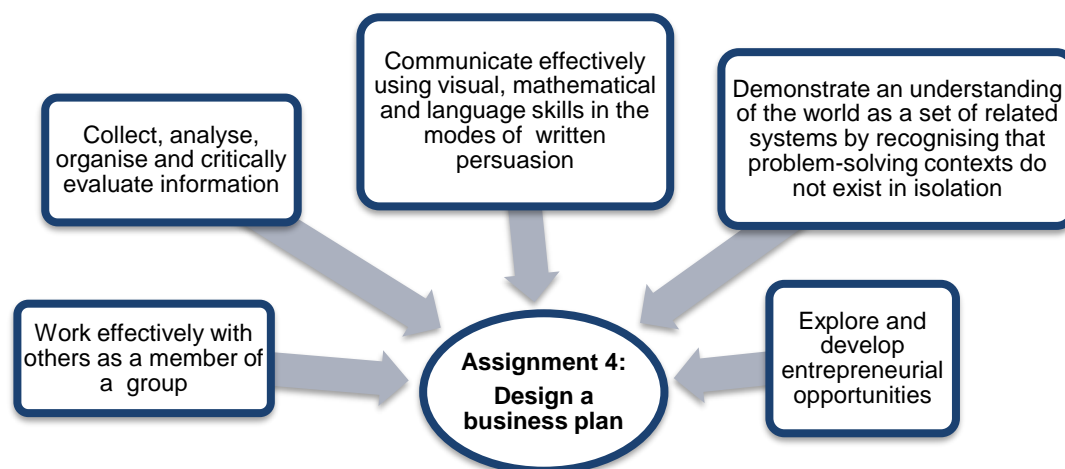 Communicate effectively
using visual, mathematical
and language skills in the
modes of written
persuasion
Demonstrate an understanding
of the world as a set of related
systems by recognising that
problem-solving contexts do
not exist in isolation
Collect, analyse,
organise and critically
evaluate information
Work effectively with
others as a member of
a group
Assignment 4:
Design a
business plan
Explore and
develop
entrepreneurial
opportunities